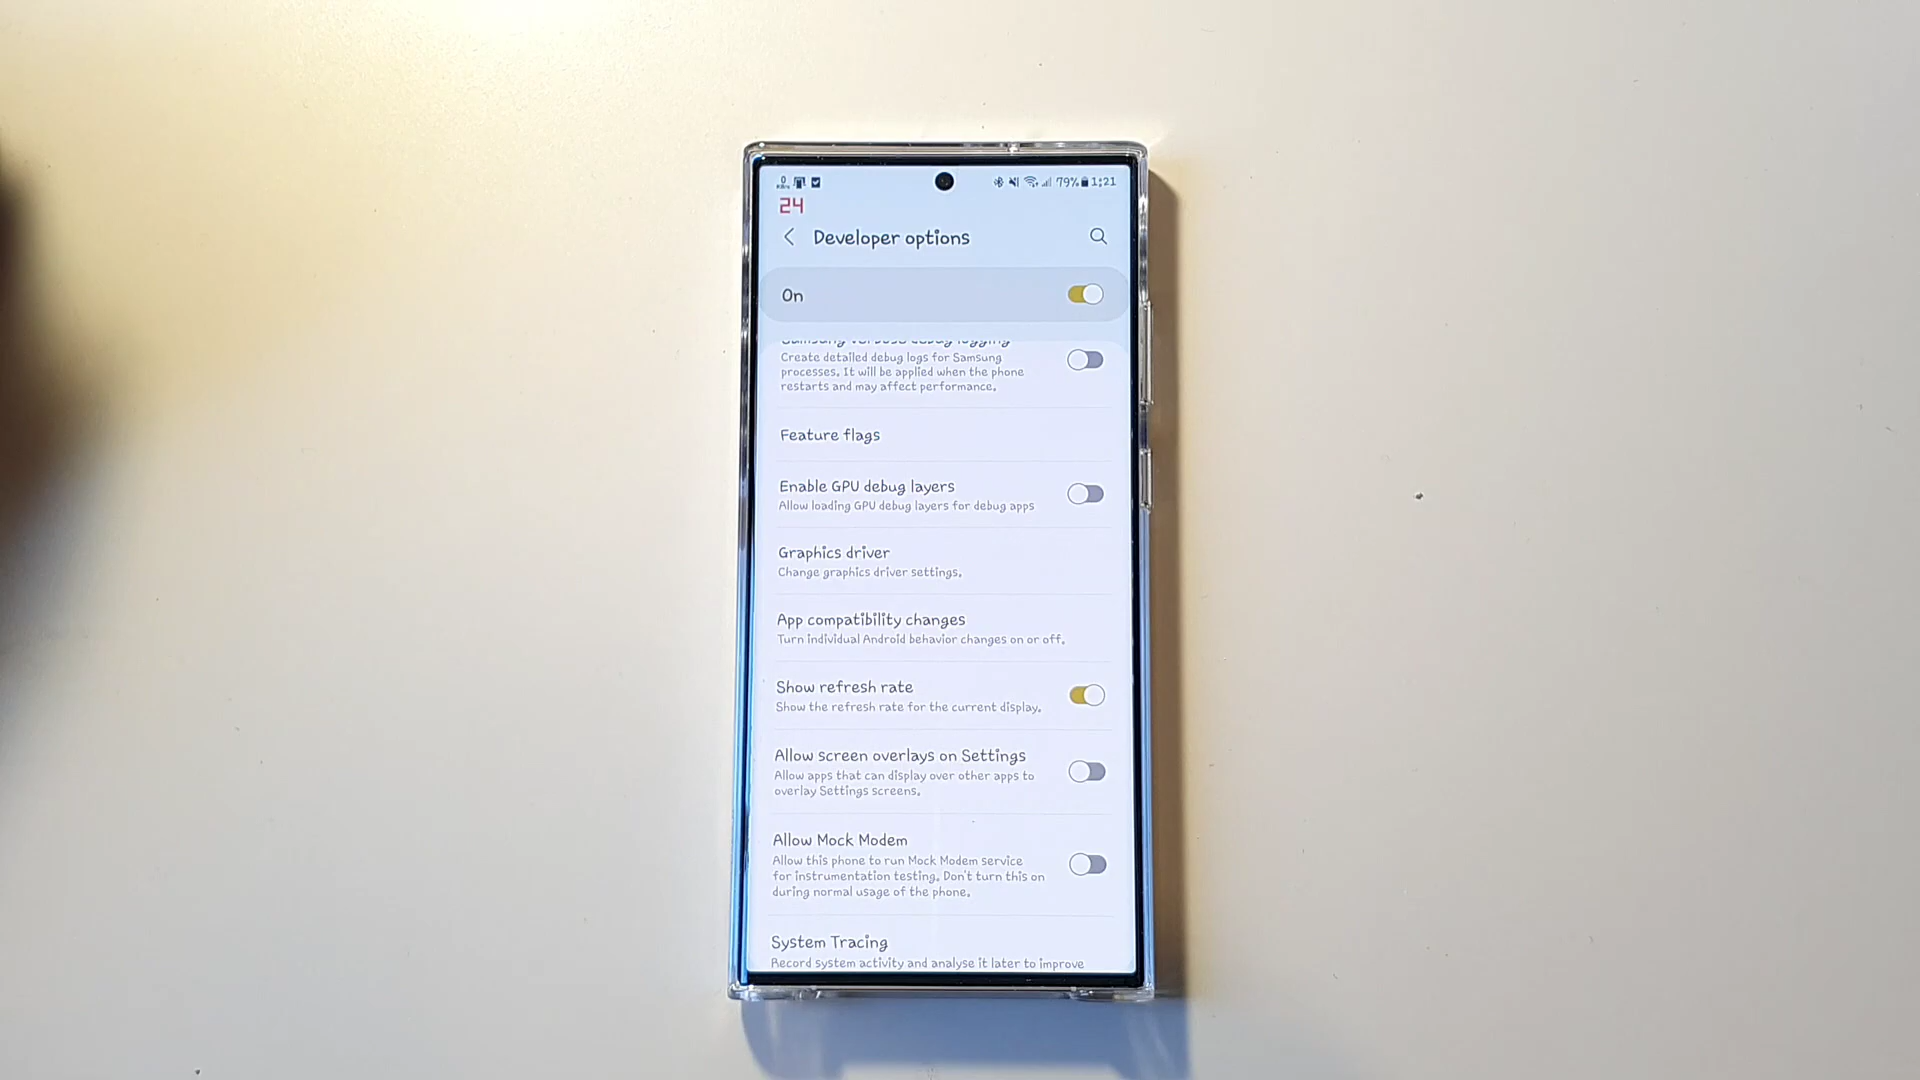 0
79% 1:21
24
Developer options
On
Samsung verbose debug logging
Create detailed debug logs for Samsung
processes. It will be applied when the phone
restarts and may affect performance.
Feature flags
Enable GPU debug layers
Allow loading GPU debug layers for debug apps
Graphics driver
Change graphics driver settings.
App compatibility changes
Turn individual Android behavior changes on or off.
Show refresh rate
Show the refresh rate for the current display.
Allow screen overlays on Settings
Allow apps that can display over other apps to
overlay Settings screens.
Allow Mock Modem
Allow this phone to run Mock Modem service
for instrumentation testing. Don't turn this on
during normal usage of the phone.
System Tracing
Record system activity and analyse it later to improve